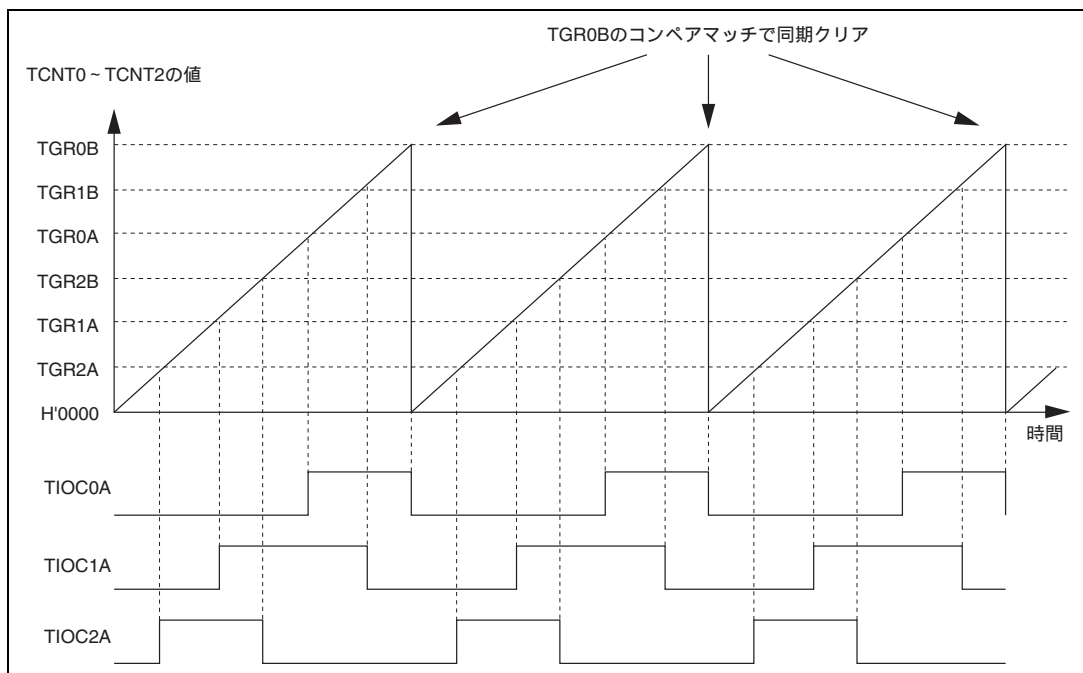 TGR0Bのコンペアマッチで同期クリア
TCNT0~TCNT2の値
TGR0B
TGR1B
TGR0A
TGR2B
TGR1A
TGR2A
H'0000
時間
TIOC0A
TIOC1A
TIOC2A